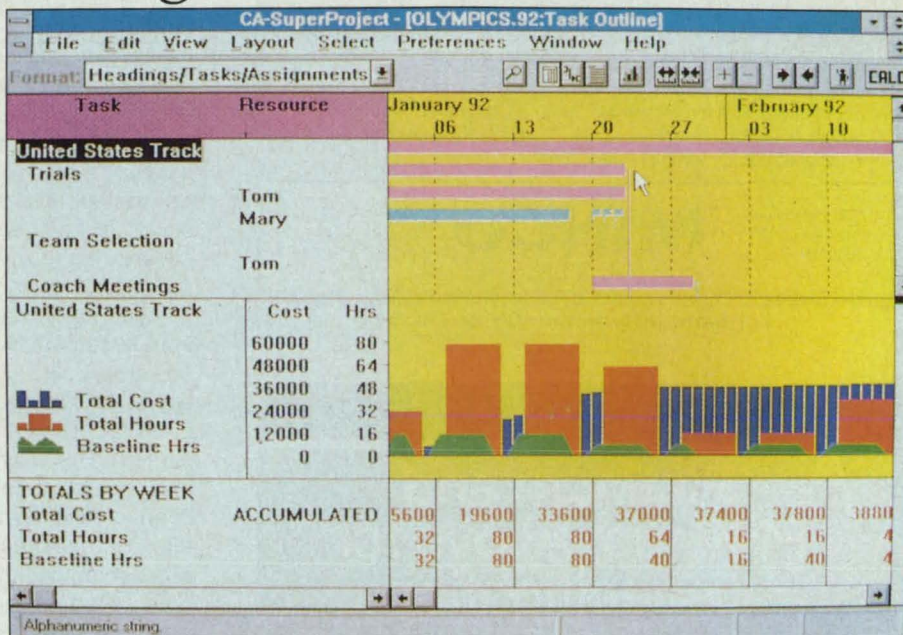 CA-SuperProject - [OLYMPICS.92:Task Outline]
File Edit View Layout Select Preferences Window Help
Format: Headings/Tasks/Assignments CALC
Task Resource January 92 February 92
06 13 20 27 03 10
United States Track
Trials
Tom
Mary
Team Selection
Tom
Coach Meetings
United States Track Cost Hrs
60000 80
48000 64
36000 48
Total Cost 24000 32
Total Hours 12000 16
Baseline Hrs 0 0
TOTALS BY WEEK
Total Cost ACCUMULATED 5600 19600 33600 37000 37400 37800 3880
Total Hours 32 80 80 64 16 16 4
Baseline Hrs 32 80 80 40 16 40 4
Alphanumeric string.